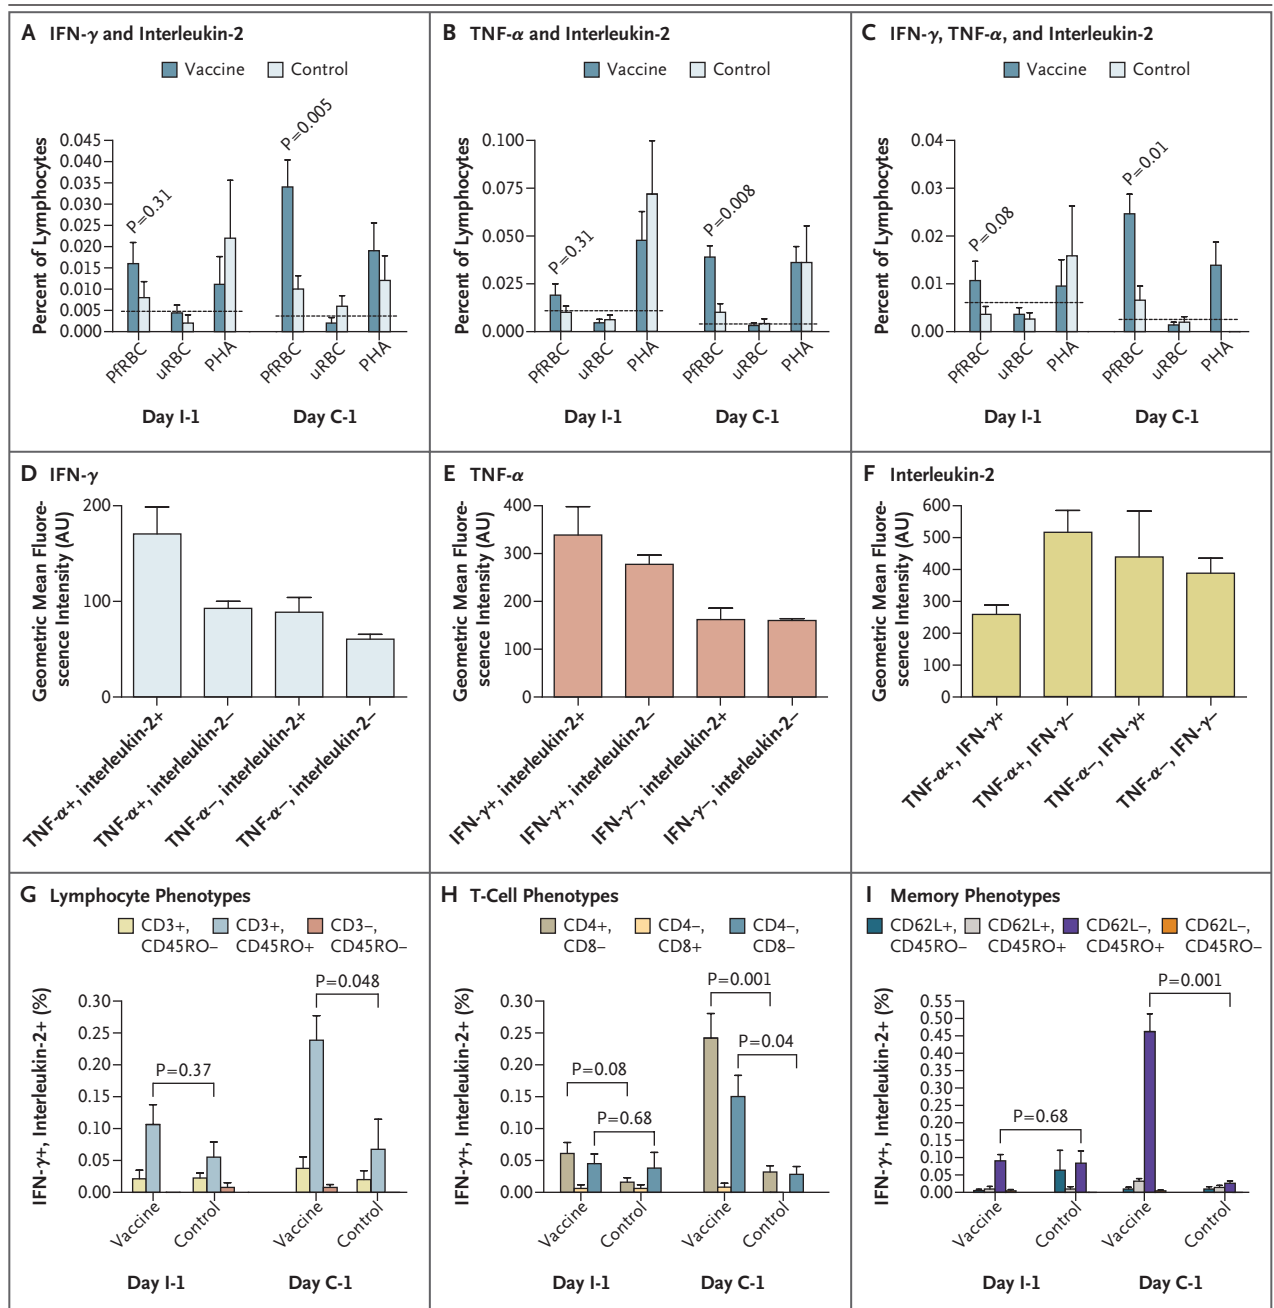 A IFN-γ and Interleukin-2
Vaccine Control
Percent of Lymphocytes
0.045
0.040
0.035
0.030
0.025
0.020
0.015
0.010
0.005
0.000
P=0.31
P=0.005
PfRBC uRBC PHA PfRBC uRBC PHA
Day I-1 Day C-1
B TNF-α and Interleukin-2
Vaccine Control
Percent of Lymphocytes
0.100
0.075
0.050
0.025
0.000
P=0.31
P=0.008
PfRBC uRBC PHA PfRBC uRBC PHA
Day I-1 Day C-1
C IFN-γ, TNF-α, and Interleukin-2
Vaccine Control
Percent of Lymphocytes
0.04
0.03
0.02
0.01
0.00
P=0.08
P=0.01
PfRBC uRBC PHA PfRBC uRBC PHA
Day I-1 Day C-1
D IFN-γ
Geometric Mean Fluore-
scence Intensity (AU)
200
100
0
TNF-α+, interleukin-2+
TNF-α+, interleukin-2–
TNF-α–, interleukin-2+
TNF-α–, interleukin-2–
E TNF-α
Geometric Mean Fluore-
scence Intensity (AU)
400
300
200
100
0
IFN-γ+, interleukin-2+
IFN-γ+, interleukin-2–
IFN-γ–, interleukin-2+
IFN-γ–, interleukin-2–
F Interleukin-2
Geometric Mean Fluore-
scence Intensity (AU)
600
500
400
300
200
100
0
TNF-α+, IFN-γ+
TNF-α+, IFN-γ–
TNF-α–, IFN-γ+
TNF-α–, IFN-γ–
G Lymphocyte Phenotypes
CD3+, CD3+, CD3–,
CD45RO– CD45RO+ CD45RO–
IFN-γ+, Interleukin-2+ (%)
0.30
0.25
0.20
0.15
0.10
0.05
0.00
P=0.37
P=0.048
Vaccine Control Vaccine Control
Day I-1 Day C-1
H T-Cell Phenotypes
CD4+, CD4–, CD4–,
CD8– CD8+ CD8–
IFN-γ+, Interleukin-2+ (%)
0.30
0.25
0.20
0.15
0.10
0.05
0.00
P=0.08
P=0.68
P=0.001
P=0.04
Vaccine Control Vaccine Control
Day I-1 Day C-1
I Memory Phenotypes
CD62L+, CD62L+, CD62L–, CD62L–,
CD45RO– CD45RO+ CD45RO+ CD45RO–
IFN-γ+, Interleukin-2+ (%)
0.55
0.50
0.45
0.40
0.35
0.30
0.25
0.20
0.15
0.10
0.05
0.00
P=0.68
P=0.001
Vaccine Control Vaccine Control
Day I-1 Day C-1